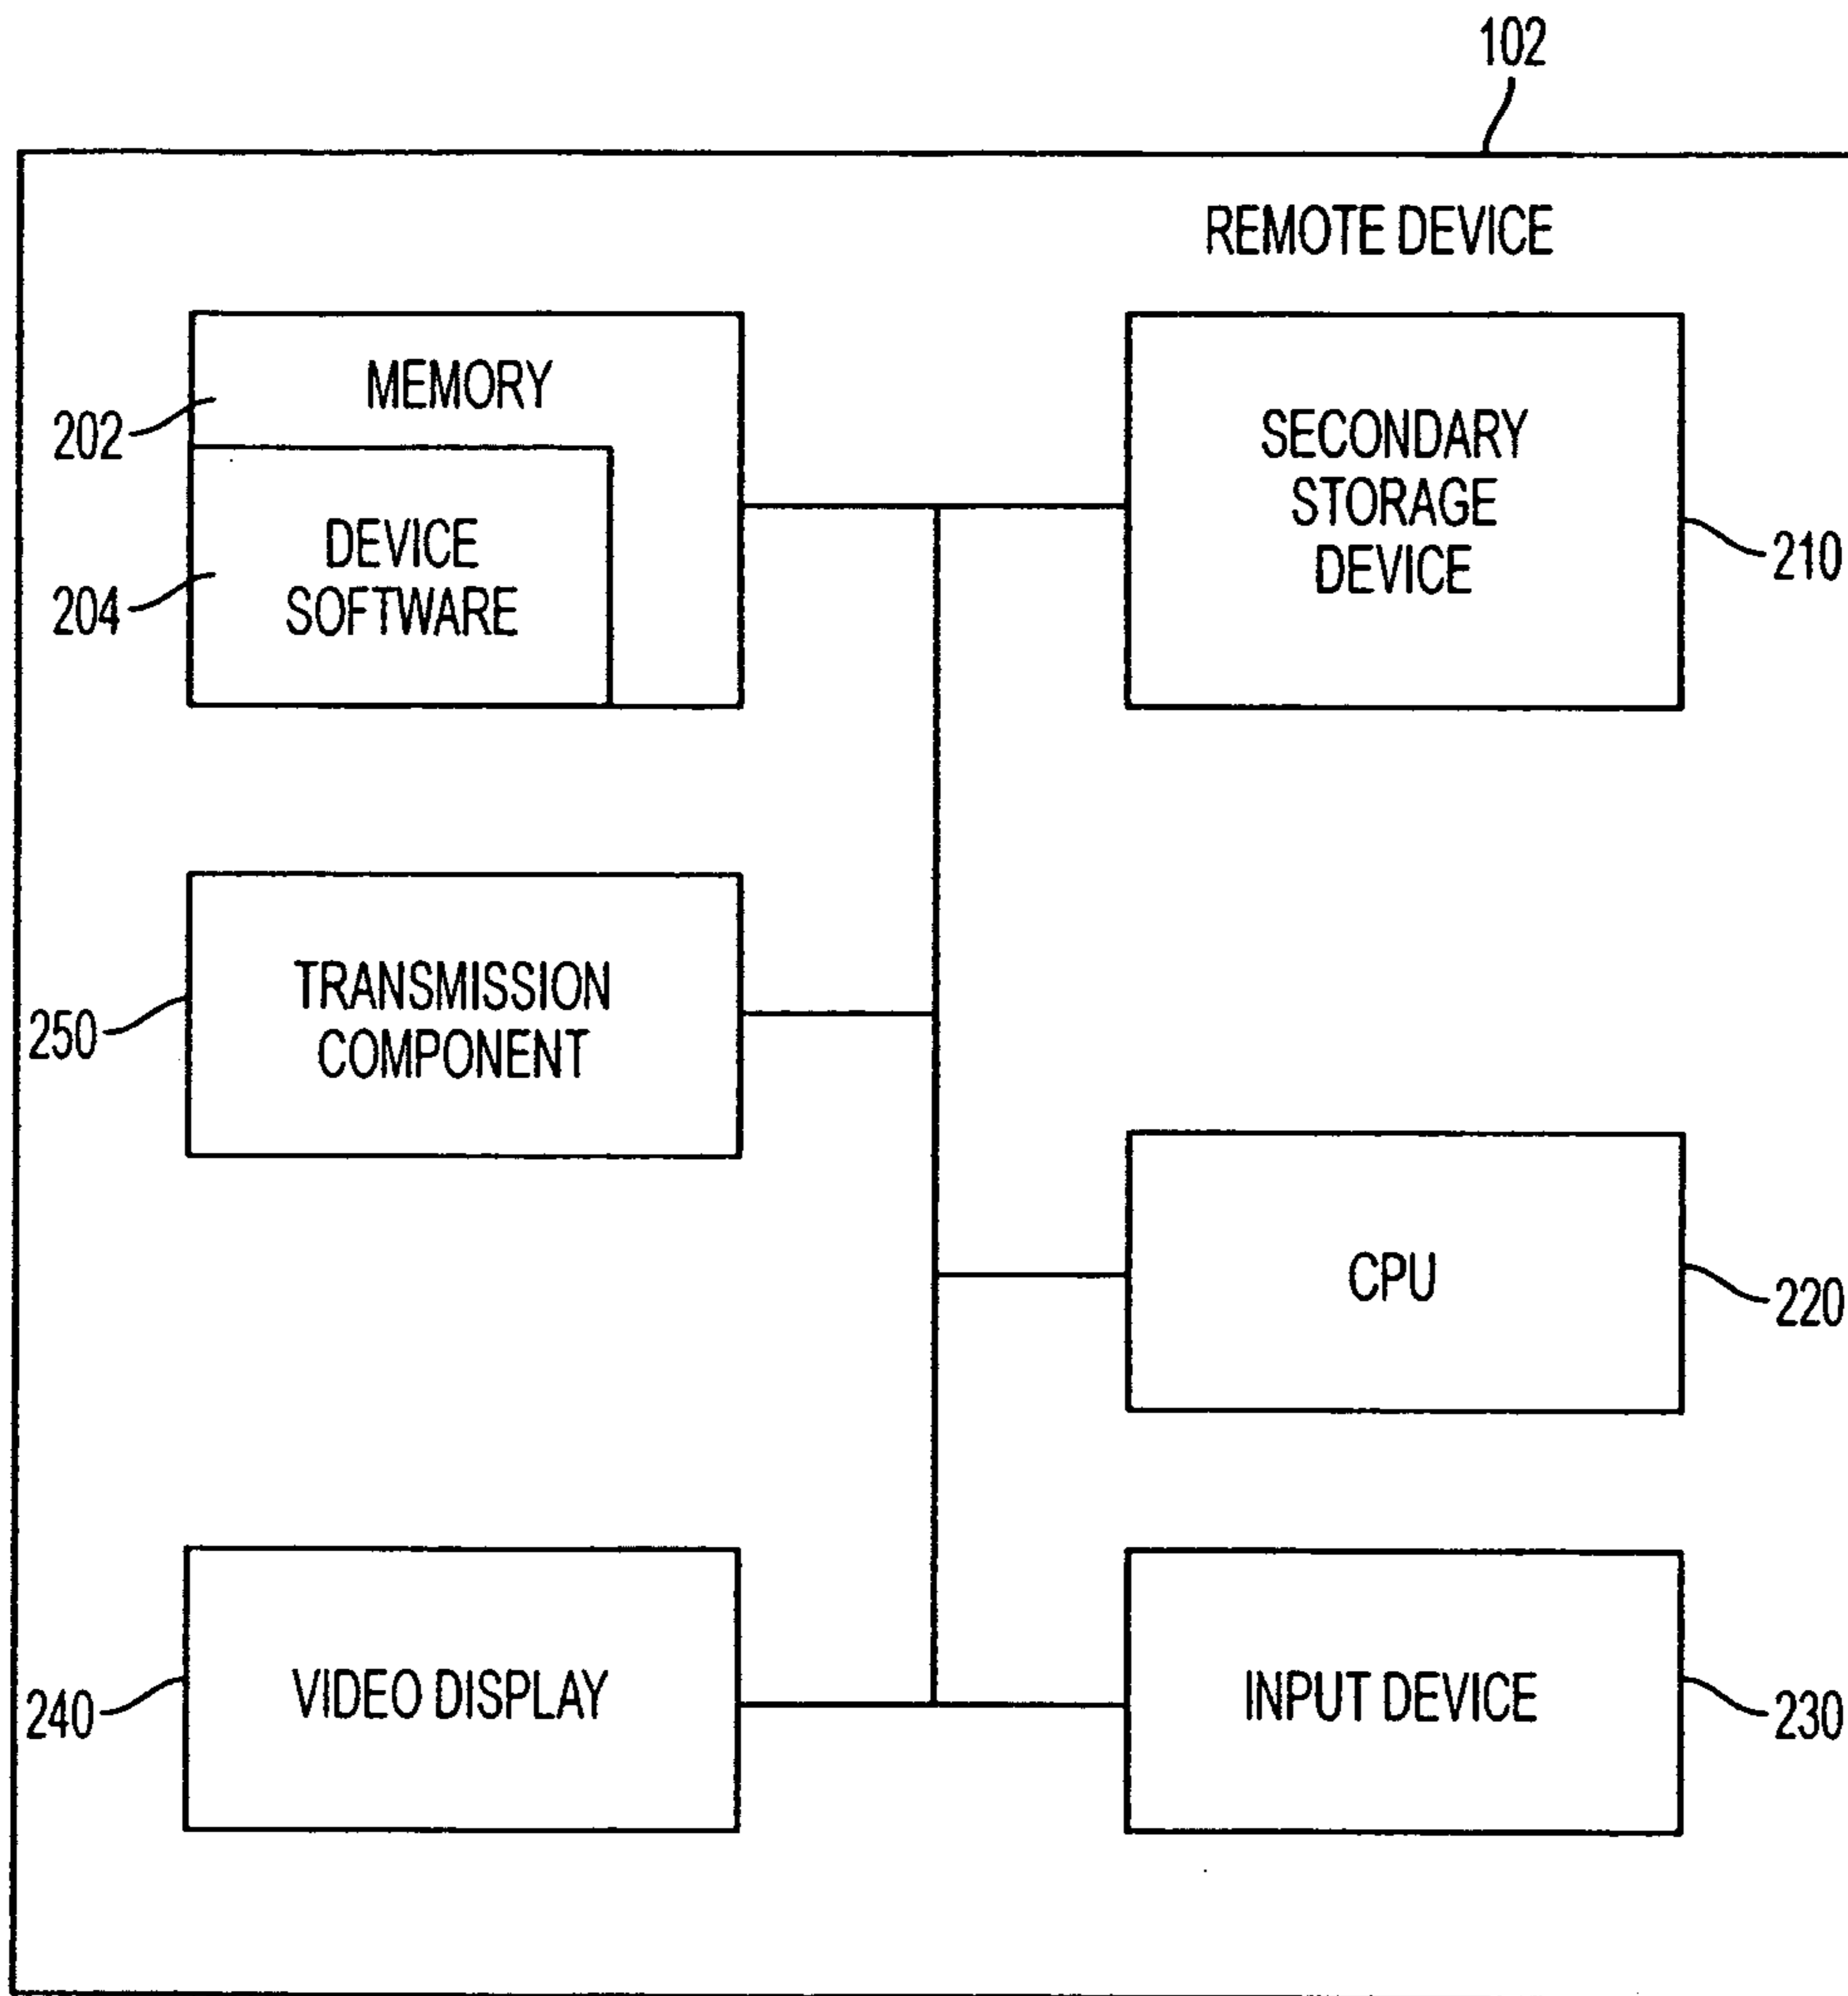 102
REMOTE DEVICE
MEMORY
202
DEVICE
SOFTWARE
204
SECONDARY
STORAGE
DEVICE
210
TRANSMISSION
COMPONENT
250
CPU
220
VIDEO DISPLAY
240
INPUT DEVICE
230